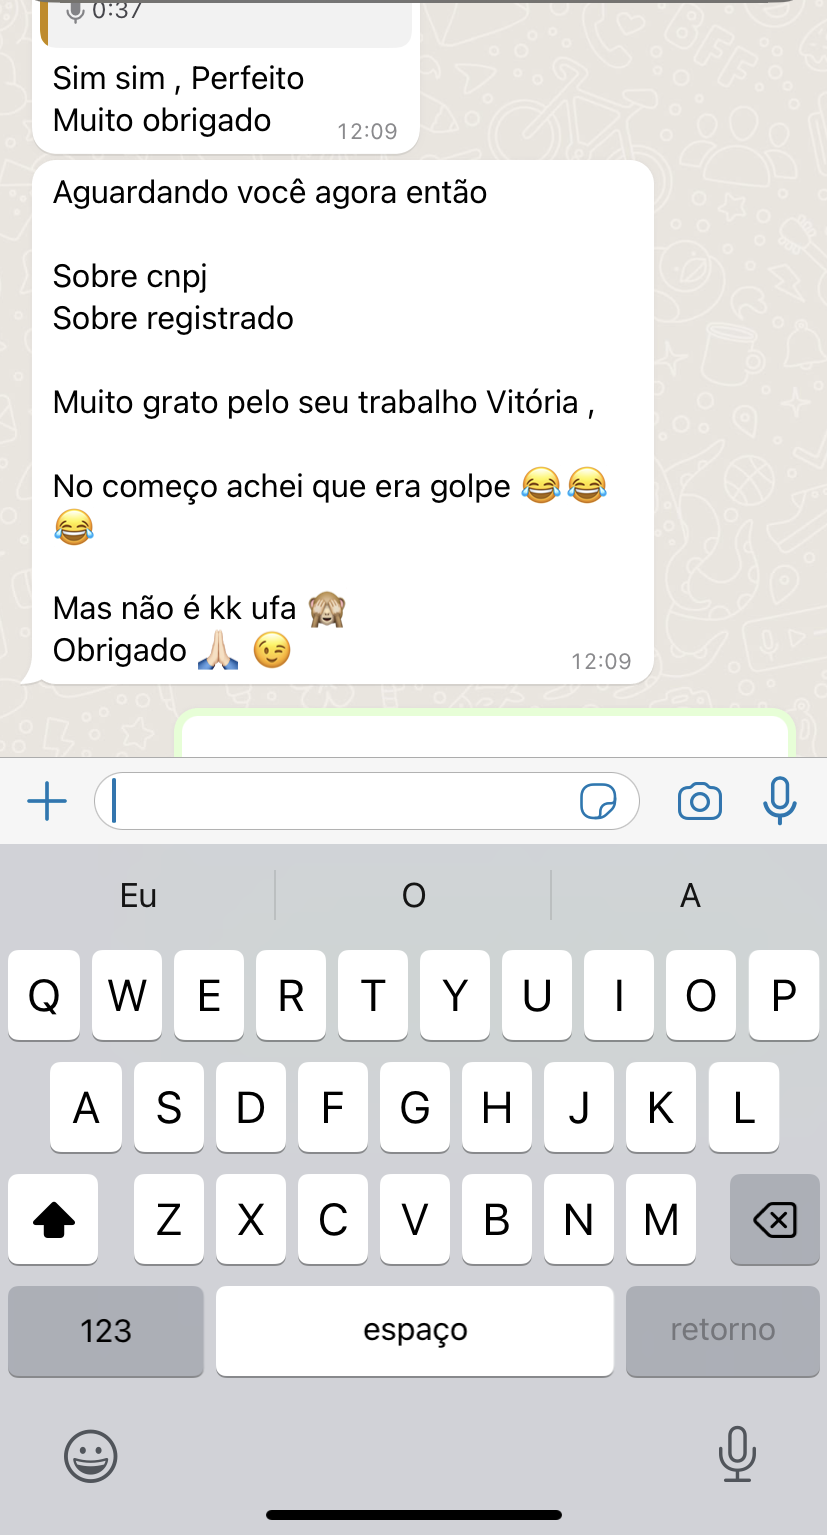 0:37
Sim sim , Perfeito
Muito obrigado
12:09
Aguardando você agora então
Sobre cnpj
Sobre registrado
Muito grato pelo seu trabalho Vitória ,
No começo achei que era golpe 😂😂
😂
Mas não é kk ufa 🙈
Obrigado 🙏🏻 😉
12:09
Eu O A
Q W E R T Y U I O P
A S D F G H J K L
Z X C V B N M
123 espaço retorno